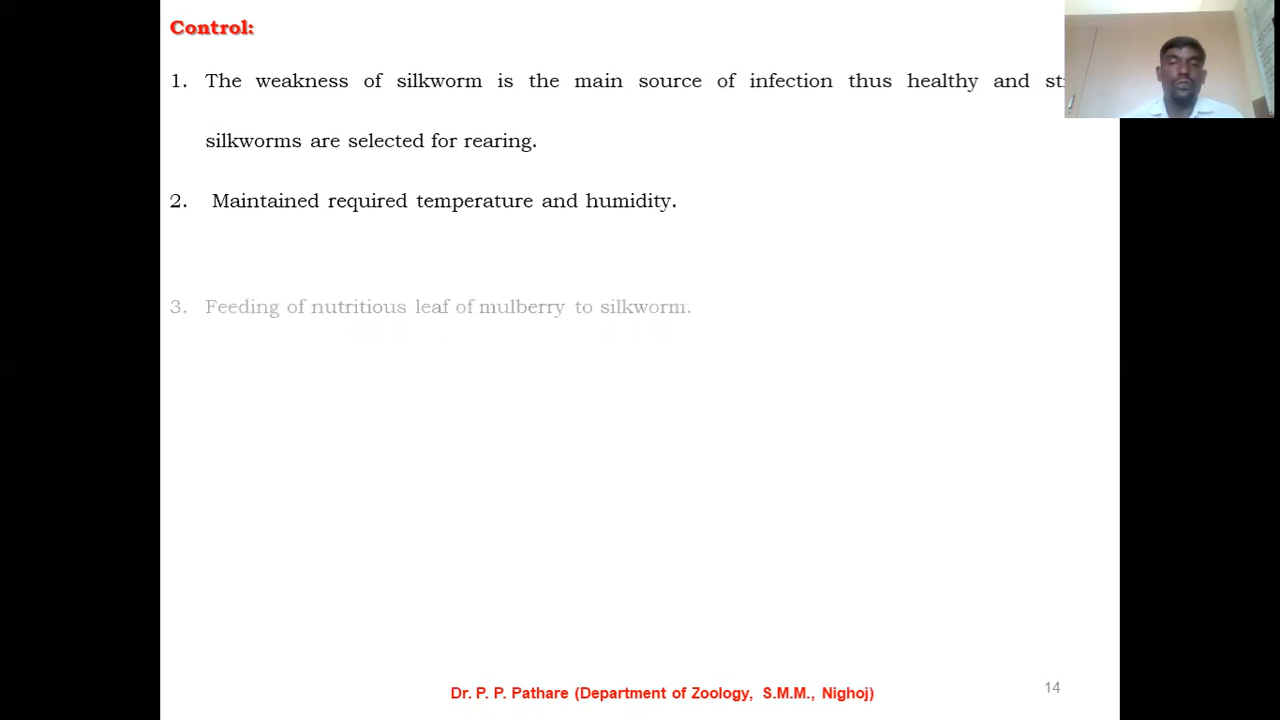 Control:
1. The weakness of silkworm is the main source of infection thus healthy and
silkworms are selected for rearing.
2. Maintained required temperature and humidity.
3. Feeding of nutritious leaf of mulberry to silkworm.
Dr. P. P. Pathare (Department of Zoology, S.M.M., Nighoj)
14